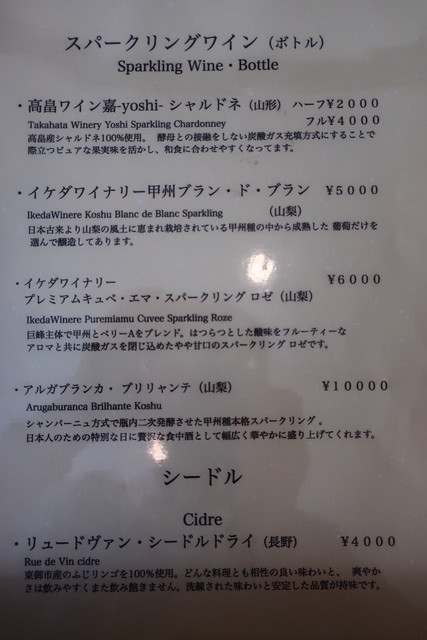 スパークリングワイン（ボトル）
Sparkling Wine・Bottle
・高畠ワイン嘉-yoshi- シャルドネ（山形） ハーフ¥２０００
Takahata Winery Yoshi Sparkling Chardonney フル¥４０００
高畠産シャルドネ100%使用。 酵母との接融をしない炭酸ガス充填方式にすることで
際立つピュアな果実味を活かし、和食に合わせやすくなってます。
・イケダワイナリー甲州ブラン・ド・ブラン ¥５０００
IkedaWinere Koshu Blanc de Blanc Sparkling （山梨）
日本古来より山梨の風土に恵まれ栽培されている甲州種の中から成熟した 葡萄だけを
選んで醸造してあります。
・イケダワイナリー ¥６０００
プレミアムキュベ・エマ・スパークリング ロゼ（山梨）
IkedaWinere Puremiamu Cuvee Sparkling Roze
巨峰主体で甲州とベリーAをブレンド。はつらつとした酸味をフルーティーな
アロマと共に炭酸ガスを閉じ込めたやや甘口のスパークリング ロゼです。
・アルガブランカ・ ブリリャンテ（山梨） ¥１００００
Arugaburanca Brilhante Koshu
シャンパーニュ方式で瓶内二次発酵させた甲州種本格スパークリング 。
日本人のための特別な日に贅沢な食中酒として幅広く華やかに盛り上げてくれます。
シードル
Cidre
・リュードヴァン・シードルドライ（長野） ¥４０００
Rue de Vin cidre
東御市産のふじリンゴを100%使用。どんな料理とも相性の良い味わいと、 爽やか
さは飲みやすくまた飲み飽きません。洗練された味わいと安定した品質が持味です。